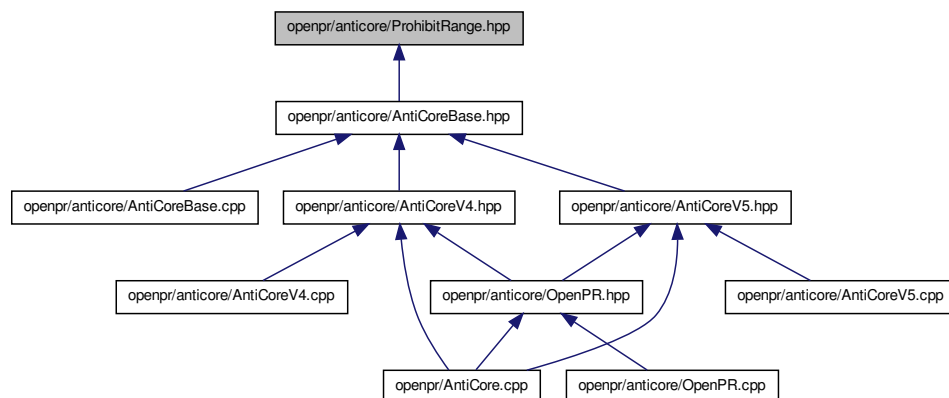 openpr/anticore/ProhibitRange.hpp
openpr/anticore/AntiCoreBase.hpp
openpr/anticore/AntiCoreBase.cpp
openpr/anticore/AntiCoreV4.hpp
openpr/anticore/AntiCoreV5.hpp
openpr/anticore/AntiCoreV4.cpp
openpr/anticore/OpenPR.hpp
openpr/anticore/AntiCoreV5.cpp
openpr/AntiCore.cpp
openpr/anticore/OpenPR.cpp